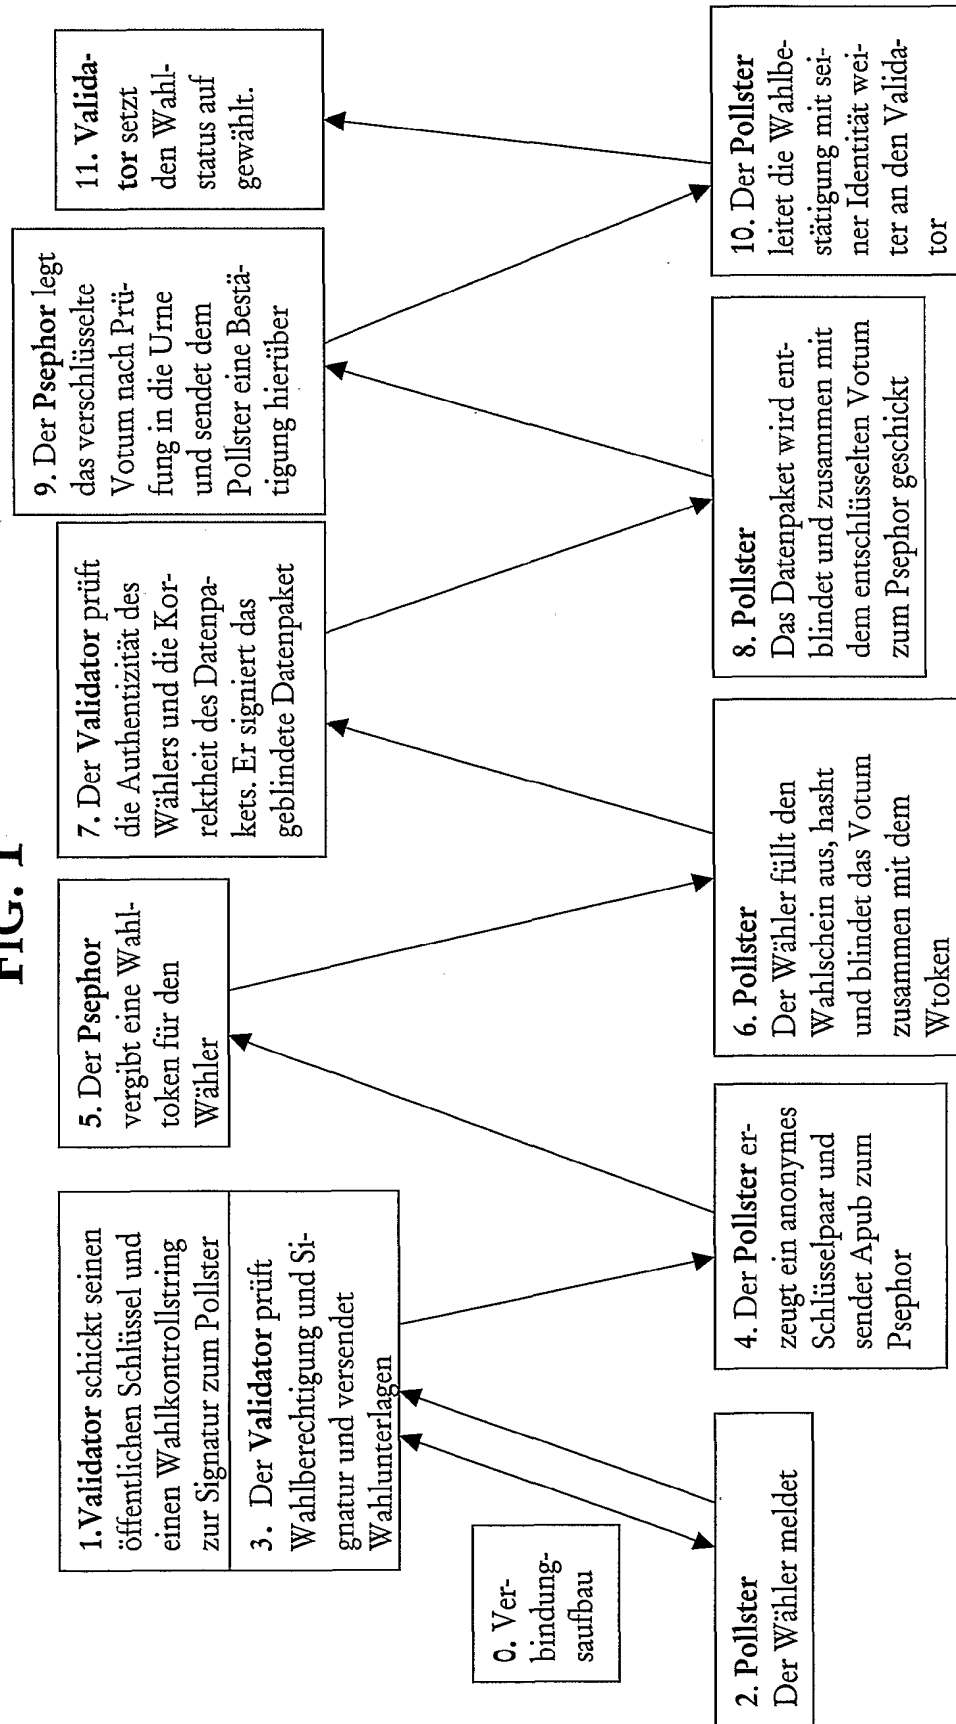 FIG. 1
1. Validator schickt seinen
öffentlichen Schlüssel und
einen Wahlkontrollstring
zur Signatur zum Pollster
3. Der Validator prüft
Wahlberechtigung und Si-
gnatur und versendet
Wahlunterlagen
5. Der Psephor
vergibt eine Wahl-
token für den
Wähler
7. Der Validator prüft
die Authentizität des
Wählers und die Kor-
rektheit des Datenpa-
kets. Er signiert das
geblindete Datenpaket
9. Der Psephor legt
das verschlüsselte
Votum nach Prü-
fung in die Urne
und sendet dem
Pollster eine Bestä-
tigung hierüber
11. Valida-
tor setzt
den Wahl-
status auf
gewählt.
0. Ver-
bindung-
saufbau
2. Pollster
Der Wähler meldet
4. Der Pollster er-
zeugt ein anonymes
Schlüsselpaar und
sendet Apub zum
Psephor
6. Pollster
Der Wähler füllt den
Wahlschein aus, hasht
und blindet das Votum
zusammen mit dem
Wtoken
8. Pollster
Das Datenpaket wird ent-
blindet und zusammen mit
dem entschlüsselten Votum
zum Psephor geschickt
10. Der Pollster
leitet die Wahlbe-
stätigung mit sei-
ner Identität wei-
ter an den Valida-
tor